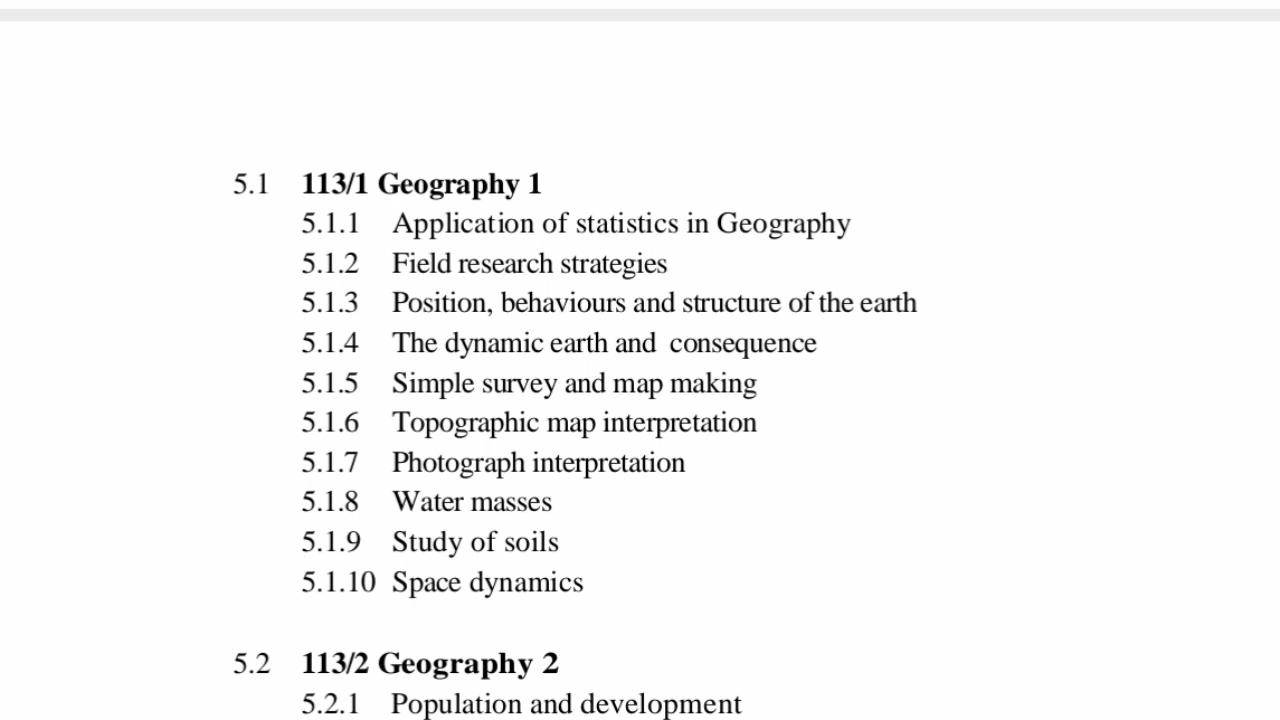 5.1 113/1 Geography 1
5.1.1 Application of statistics in Geography
5.1.2 Field research strategies
5.1.3 Position, behaviours and structure of the earth
5.1.4 The dynamic earth and consequence
5.1.5 Simple survey and map making
5.1.6 Topographic map interpretation
5.1.7 Photograph interpretation
5.1.8 Water masses
5.1.9 Study of soils
5.1.10 Space dynamics
5.2 113/2 Geography 2
5.2.1 Population and development